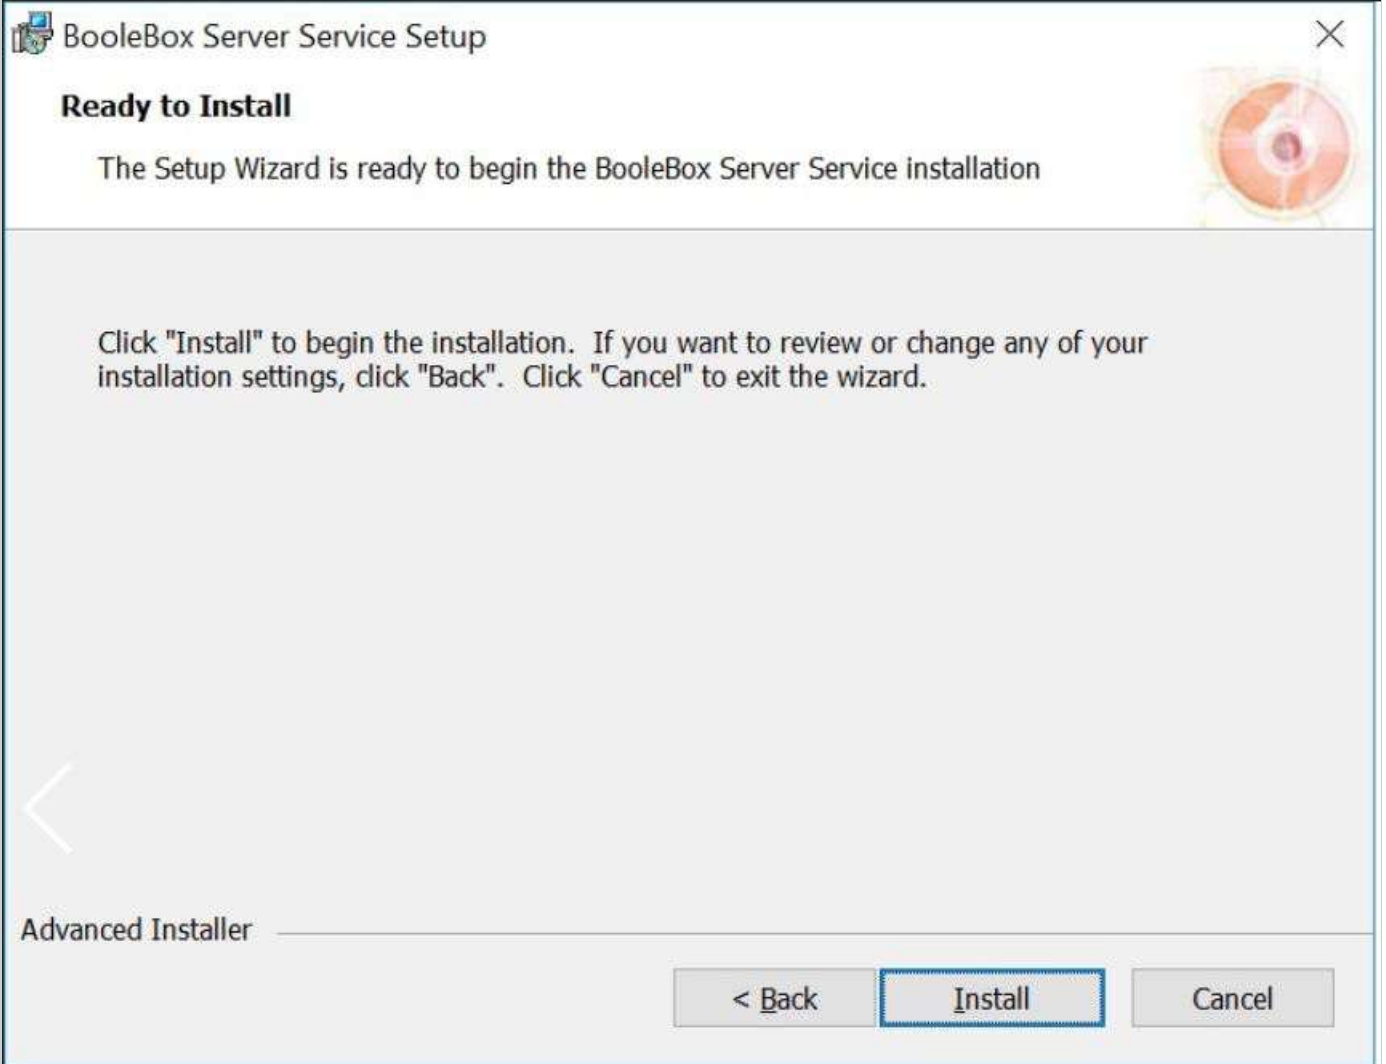 BooleBox Server Service Setup
Ready to Install
The Setup Wizard is ready to begin the BooleBox Server Service installation
Click "Install" to begin the installation.  If you want to review or change any of your
installation settings, click "Back".  Click "Cancel" to exit the wizard.
Advanced Installer
< Back
Install
Cancel